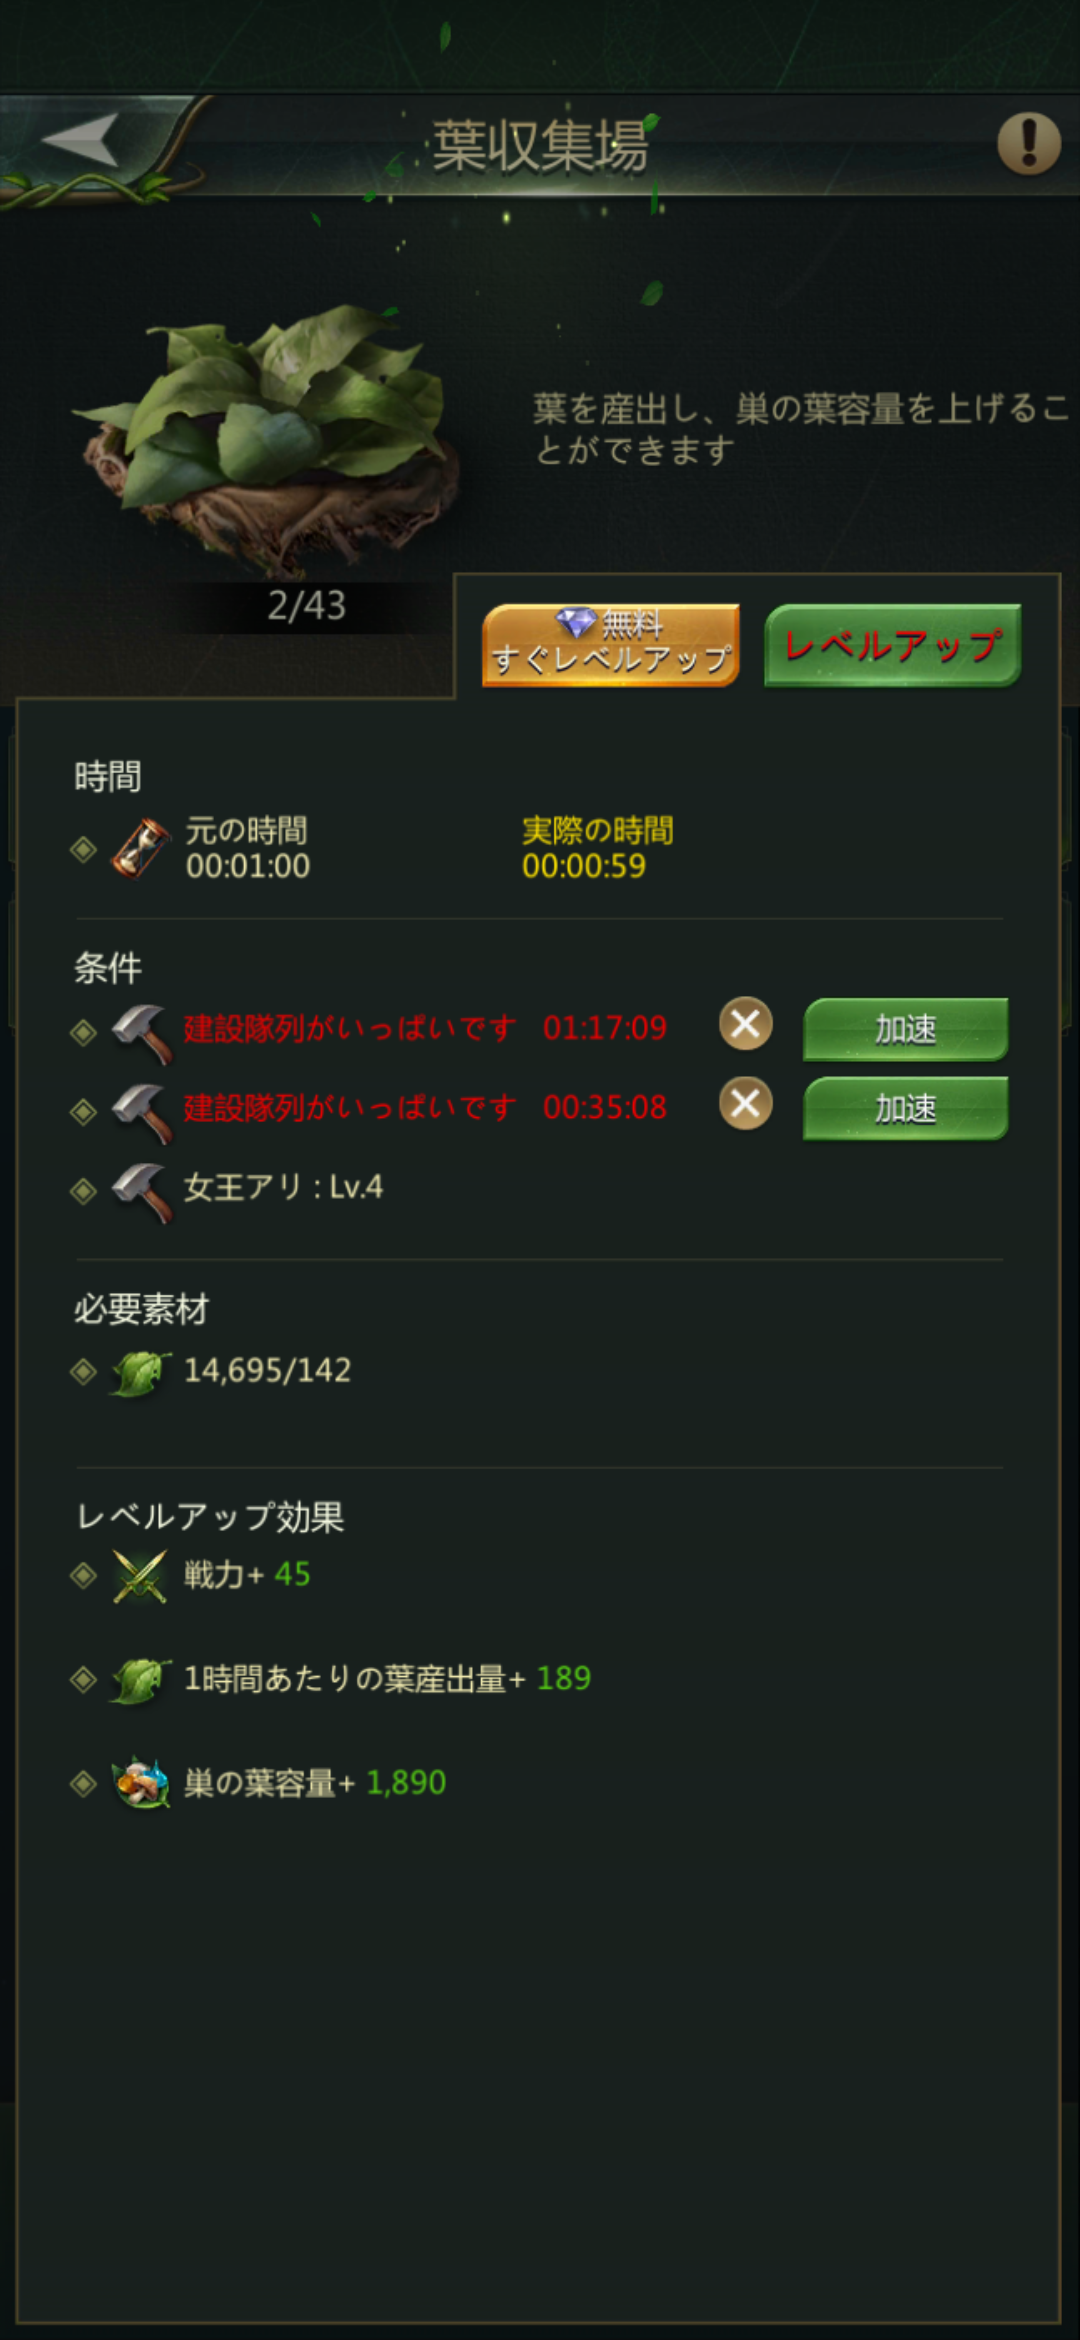 葉収集場
葉を産出し、巣の葉容量を上げるこ
とができます
2/43
無料
すぐレベルアップ
レベルアップ
時間
元の時間
00:01:00
実際の時間
00:00:59
条件
建設隊列がいっぱいです 01:17:09 加速
建設隊列がいっぱいです 00:35:08 加速
女王アリ : Lv.4
必要素材
14,695/142
レベルアップ効果
戦力+ 45
1時間あたりの葉産出量+ 189
巣の葉容量+ 1,890